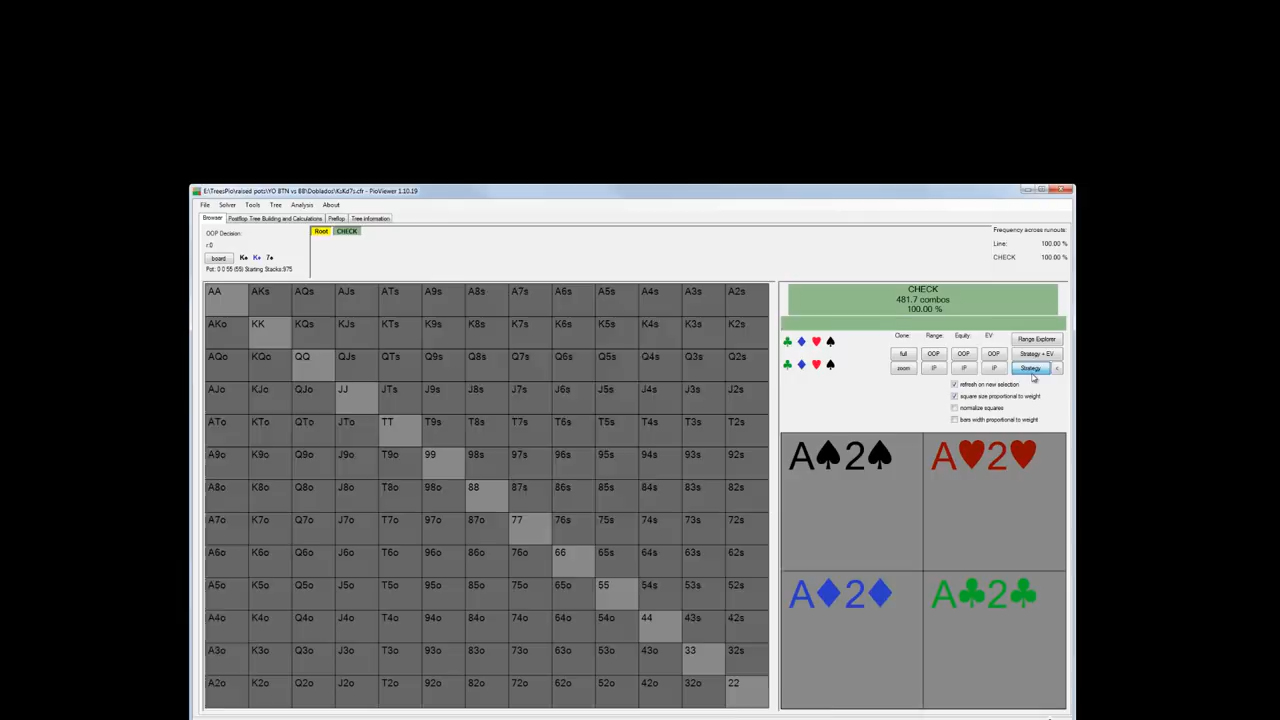 E:\TreesPio\raised pots\YO BTN vs BB\Doblados\KsKd7s.cfr - PioViewer 1.10.19
File Solver Tools Tree Analysis About
Browser Postflop Tree Building and Calculations Preflop Tree information
OOP Decision:
r:0
board K♠ K♦ 7♠
Pot: 0 0 55 (55) Starting Stacks:975
Root CHECK
Frequency across runouts:
Line: 100.00 %
CHECK 100.00 %
AA AKs AQs AJs ATs A9s A8s A7s A6s A5s A4s A3s A2s
AKo KK KQs KJs KTs K9s K8s K7s K6s K5s K4s K3s K2s
AQo KQo QQ QJs QTs Q9s Q8s Q7s Q6s Q5s Q4s Q3s Q2s
AJo KJo QJo JJ JTs J9s J8s J7s J6s J5s J4s J3s J2s
ATo KTo QTo JTo TT T9s T8s T7s T6s T5s T4s T3s T2s
A9o K9o Q9o J9o T9o 99 98s 97s 96s 95s 94s 93s 92s
A8o K8o Q8o J8o T8o 98o 88 87s 86s 85s 84s 83s 82s
A7o K7o Q7o J7o T7o 97o 87o 77 76s 75s 74s 73s 72s
A6o K6o Q6o J6o T6o 96o 86o 76o 66 65s 64s 63s 62s
A5o K5o Q5o J5o T5o 95o 85o 75o 65o 55 54s 53s 52s
A4o K4o Q4o J4o T4o 94o 84o 74o 64o 54o 44 43s 42s
A3o K3o Q3o J3o T3o 93o 83o 73o 63o 53o 43o 33 32s
A2o K2o Q2o J2o T2o 92o 82o 72o 62o 52o 42o 32o 22
CHECK
481.7 combos
100.00 %
♣ ♦ ♥ ♠
♣ ♦ ♥ ♠
Clone: Range: Equity: EV:
Range Explorer
full OOP OOP OOP Strategy + EV
zoom IP IP IP Strategy <
refresh on new selection
square size proportional to weight
normalize squares
bars width proportional to weight
A♠2♠ A♥2♥
A♦2♦ A♣2♣